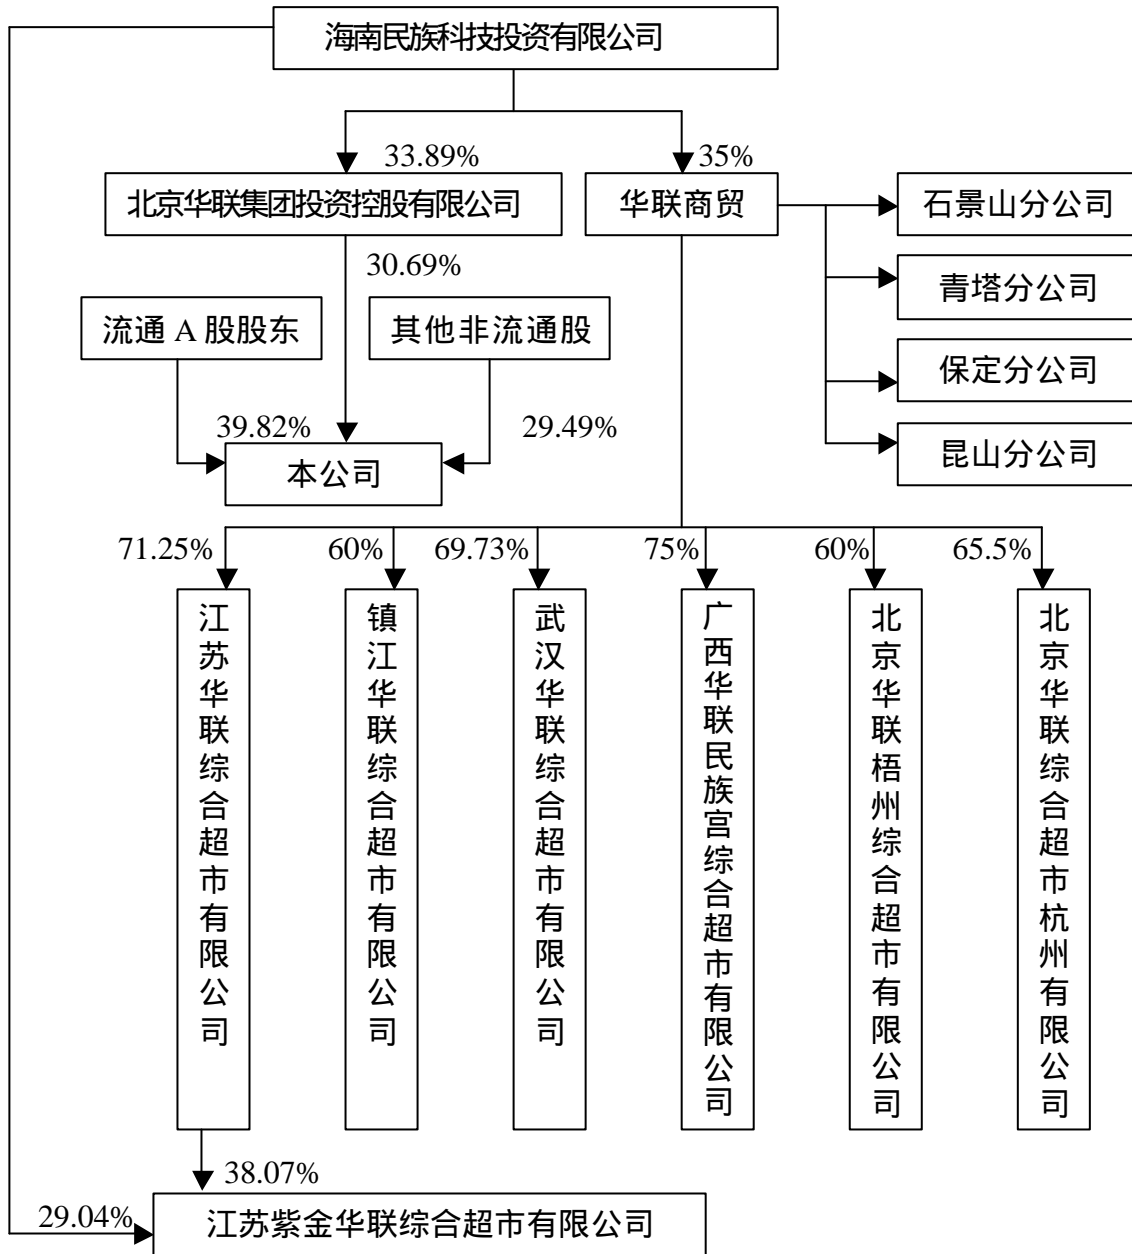 海南民族科技投资有限公司
33.89%
35%
北京华联集团投资控股有限公司
华联商贸
石景山分公司
30.69%
青塔分公司
流通 A 股股东
其他非流通股
保定分公司
39.82%
29.49%
昆山分公司
本公司
71.25%
60%
69.73%
75%
60%
65.5%
江苏华联综合超市有限公司
镇江华联综合超市有限公司
武汉华联综合超市有限公司
广西华联民族宫综合超市有限公司
北京华联梧州综合超市有限公司
北京华联综合超市杭州有限公司
38.07%
29.04%
江苏紫金华联综合超市有限公司